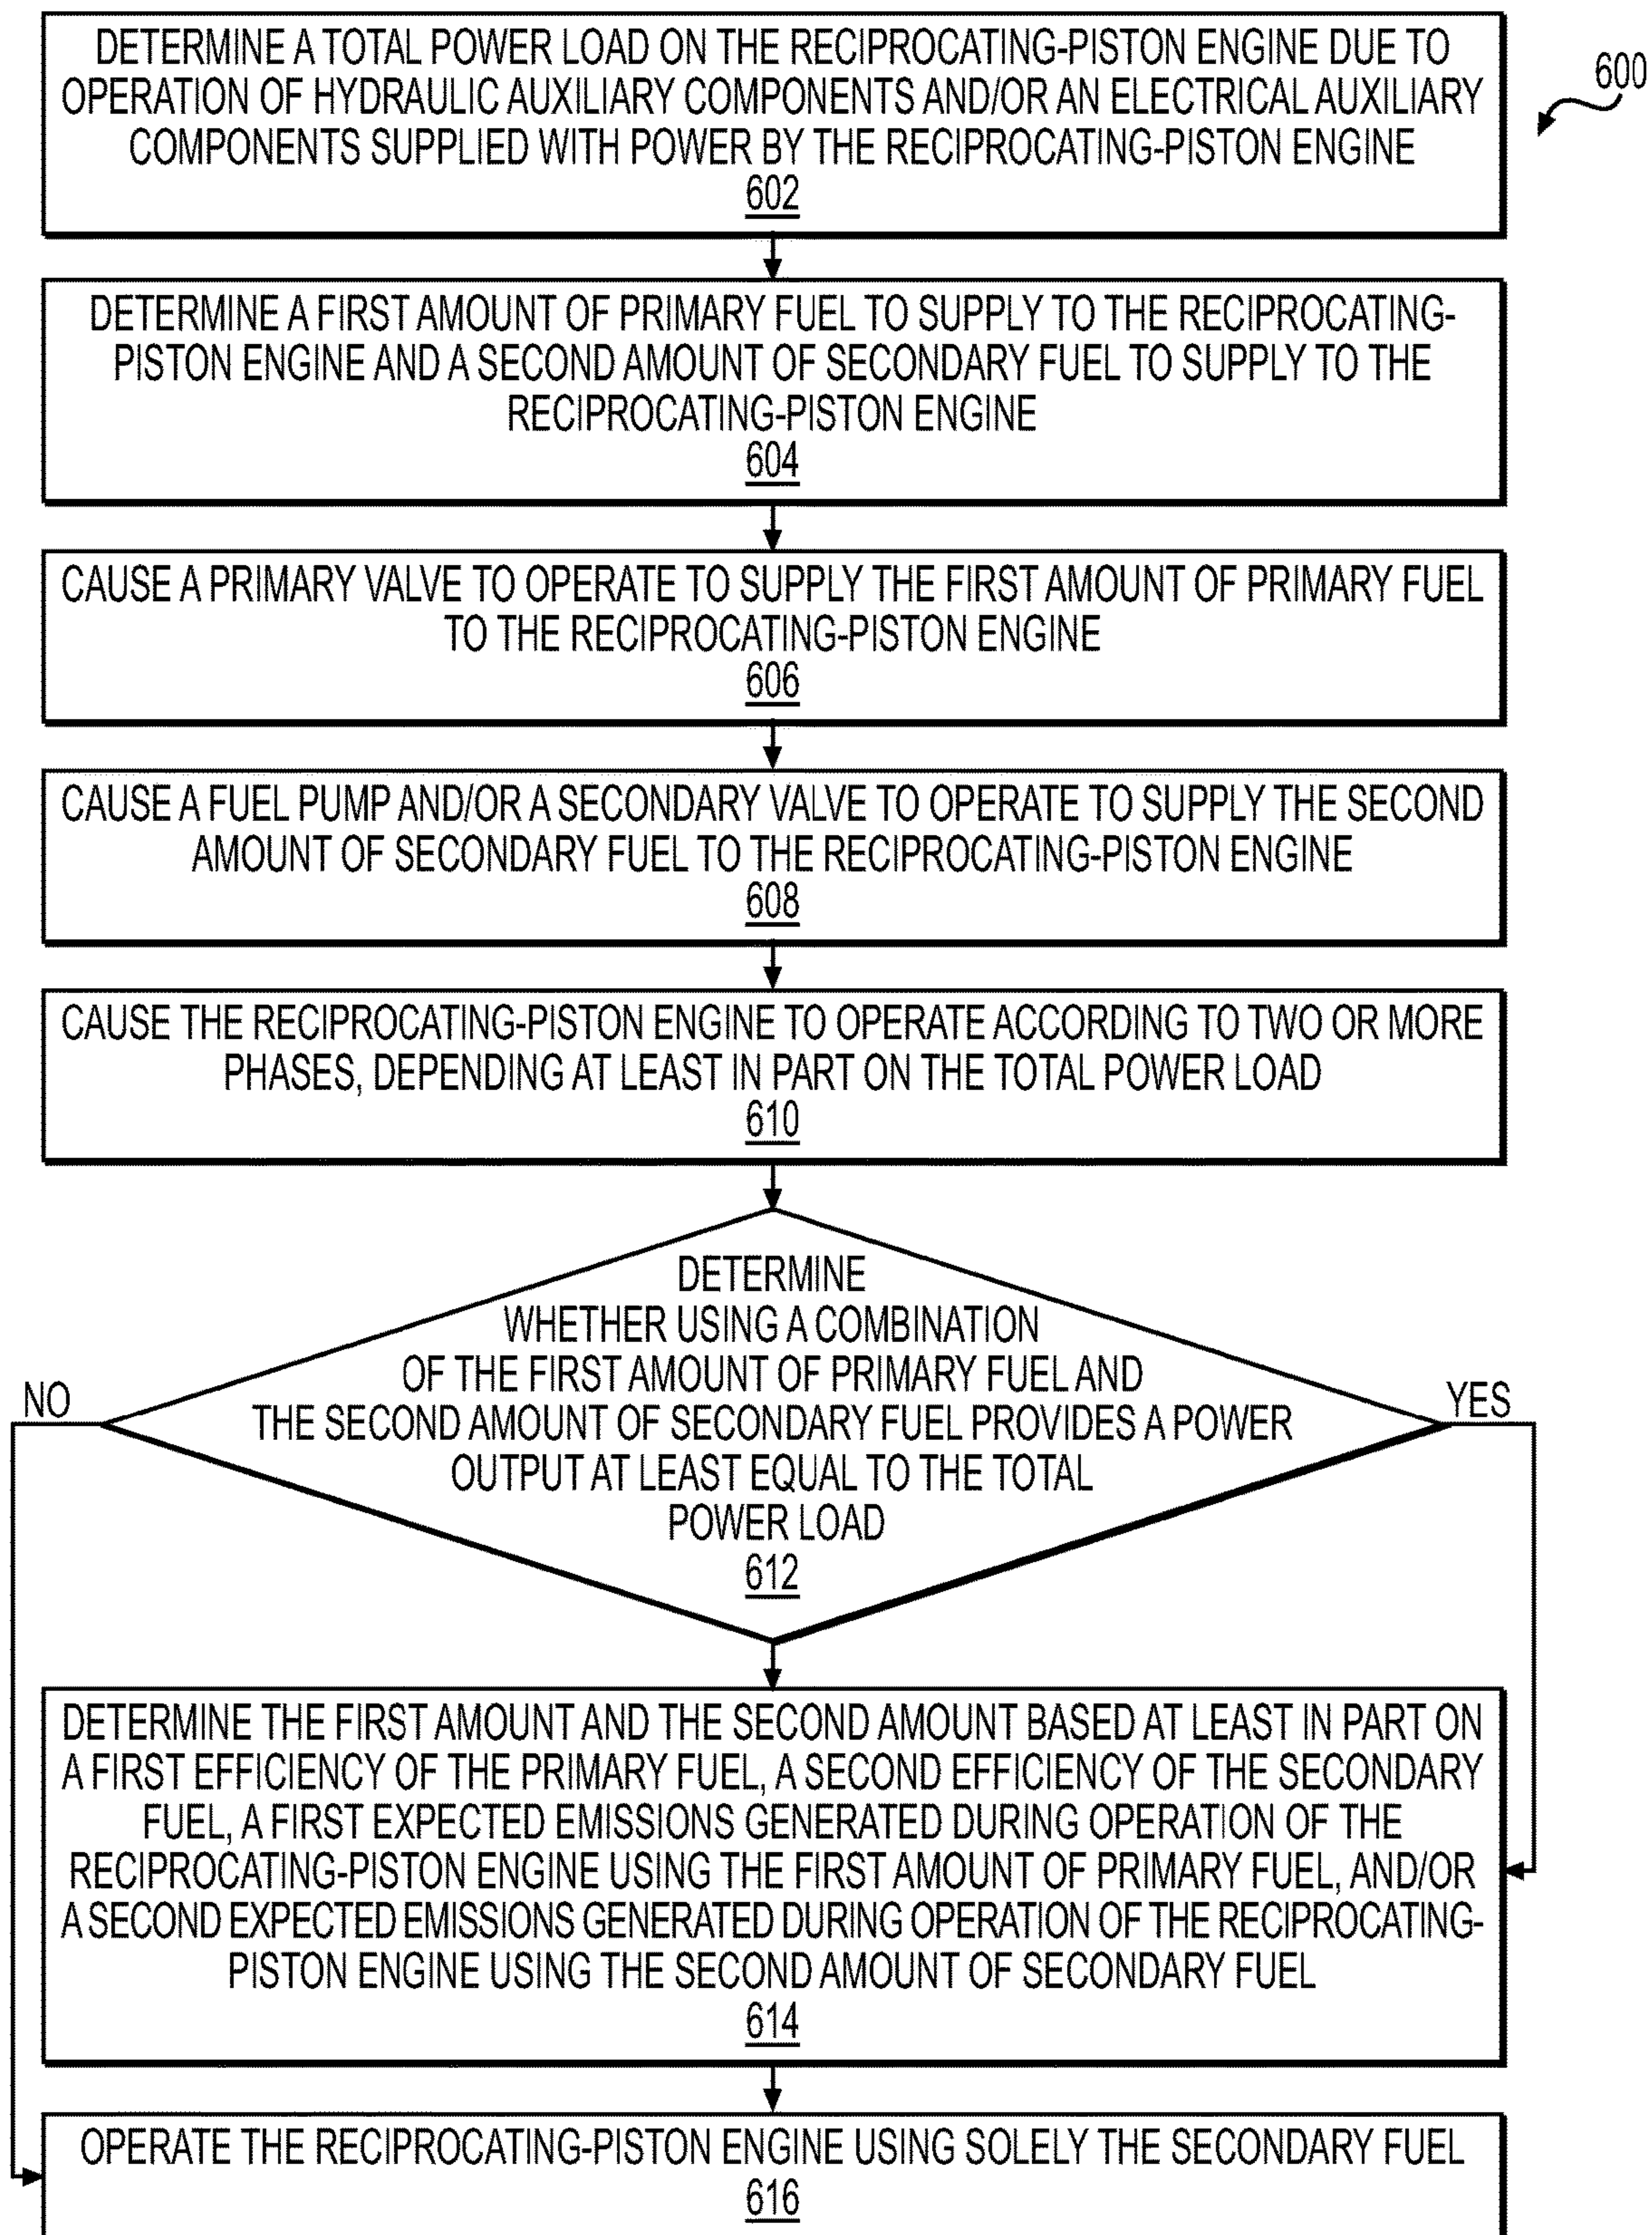 DETERMINE A TOTAL POWER LOAD ON THE RECIPROCATING-PISTON ENGINE DUE TO
OPERATION OF HYDRAULIC AUXILIARY COMPONENTS AND/OR AN ELECTRICAL AUXILIARY
COMPONENTS SUPPLIED WITH POWER BY THE RECIPROCATING-PISTON ENGINE
602
600
DETERMINE A FIRST AMOUNT OF PRIMARY FUEL TO SUPPLY TO THE RECIPROCATING-
PISTON ENGINE AND A SECOND AMOUNT OF SECONDARY FUEL TO SUPPLY TO THE
RECIPROCATING-PISTON ENGINE
604
CAUSE A PRIMARY VALVE TO OPERATE TO SUPPLY THE FIRST AMOUNT OF PRIMARY FUEL
TO THE RECIPROCATING-PISTON ENGINE
606
CAUSE A FUEL PUMP AND/OR A SECONDARY VALVE TO OPERATE TO SUPPLY THE SECOND
AMOUNT OF SECONDARY FUEL TO THE RECIPROCATING-PISTON ENGINE
608
CAUSE THE RECIPROCATING-PISTON ENGINE TO OPERATE ACCORDING TO TWO OR MORE
PHASES, DEPENDING AT LEAST IN PART ON THE TOTAL POWER LOAD
610
DETERMINE
WHETHER USING A COMBINATION
OF THE FIRST AMOUNT OF PRIMARY FUEL AND
THE SECOND AMOUNT OF SECONDARY FUEL PROVIDES A POWER
OUTPUT AT LEAST EQUAL TO THE TOTAL
POWER LOAD
612
NO
YES
DETERMINE THE FIRST AMOUNT AND THE SECOND AMOUNT BASED AT LEAST IN PART ON
A FIRST EFFICIENCY OF THE PRIMARY FUEL, A SECOND EFFICIENCY OF THE SECONDARY
FUEL, A FIRST EXPECTED EMISSIONS GENERATED DURING OPERATION OF THE
RECIPROCATING-PISTON ENGINE USING THE FIRST AMOUNT OF PRIMARY FUEL, AND/OR
A SECOND EXPECTED EMISSIONS GENERATED DURING OPERATION OF THE RECIPROCATING-
PISTON ENGINE USING THE SECOND AMOUNT OF SECONDARY FUEL
614
OPERATE THE RECIPROCATING-PISTON ENGINE USING SOLELY THE SECONDARY FUEL
616